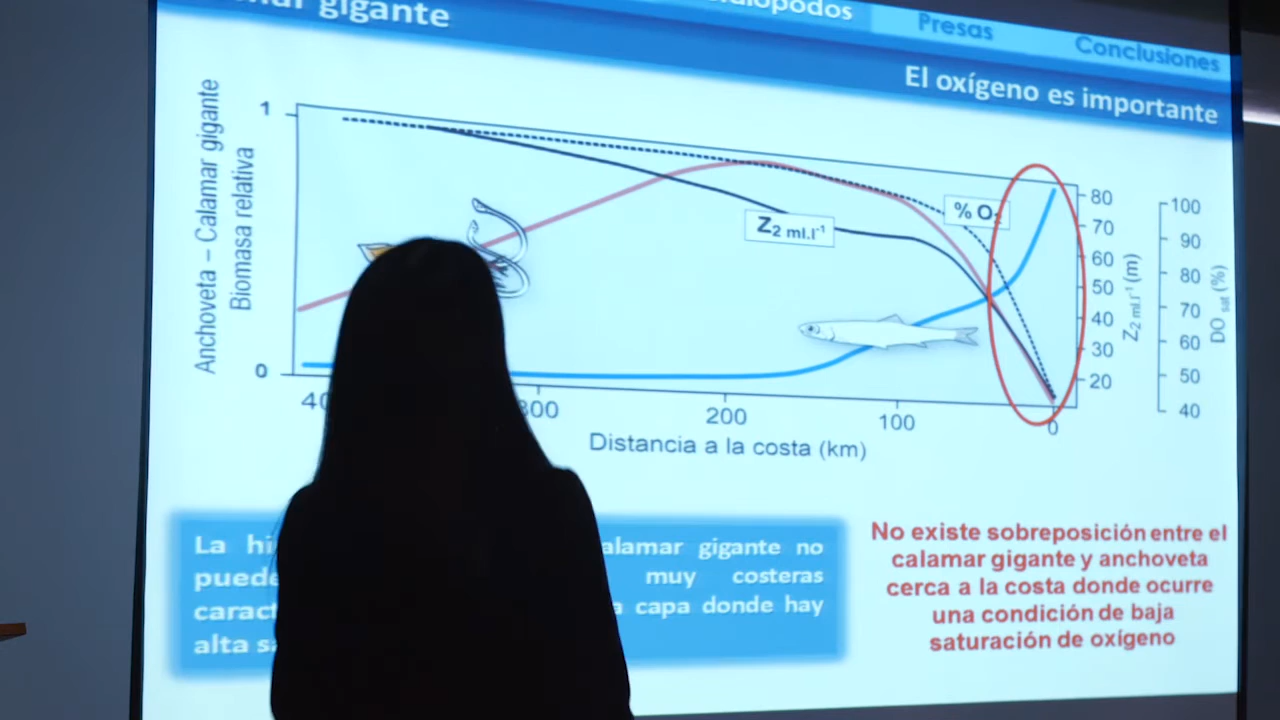 gigante
Presas
Conclusiones
El oxígeno es importante
Anchoveta – Calamar gigante
Biomasa relativa
1
0
% O₂
Z₂ ml.l⁻¹
200
100
0
Distancia a la costa (km)
80
70
60
50
40
30
20
Z₂ ml.l⁻¹ (m)
100
90
80
70
60
50
40
DO sat (%)
La
alamar gigante no
puede
muy costeras
a capa donde hay
alta
No existe sobreposición entre el
calamar gigante y anchoveta
cerca a la costa donde ocurre
una condición de baja
saturación de oxígeno